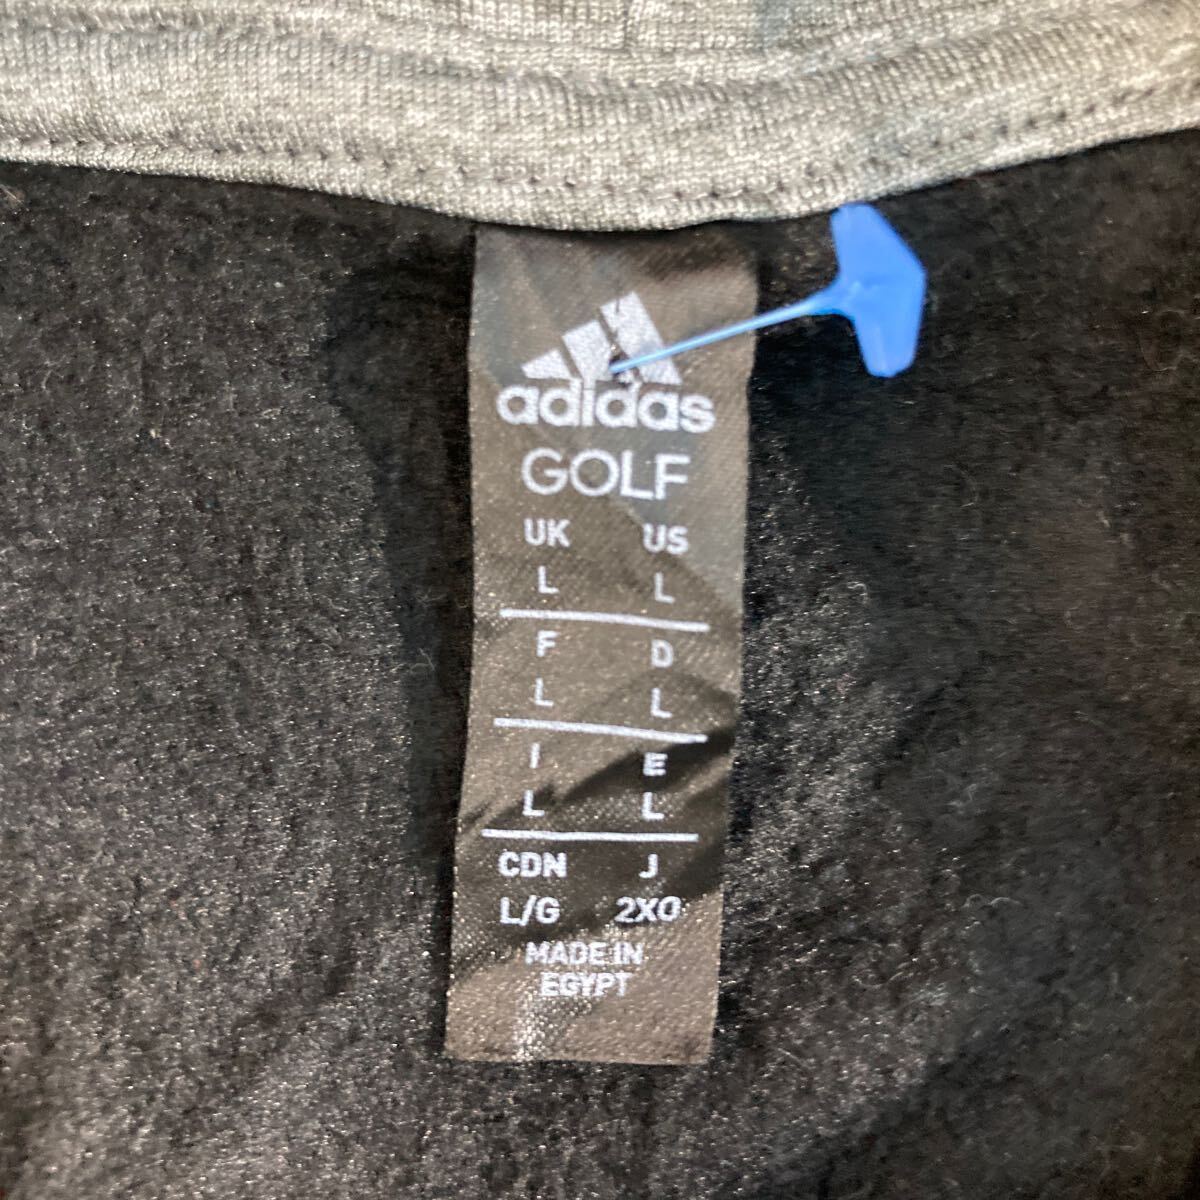 adidas
GOLF
UK US
L L
F D
L L
I E
L L
CDN J
L/G 2XO
MADE IN
EGYPT